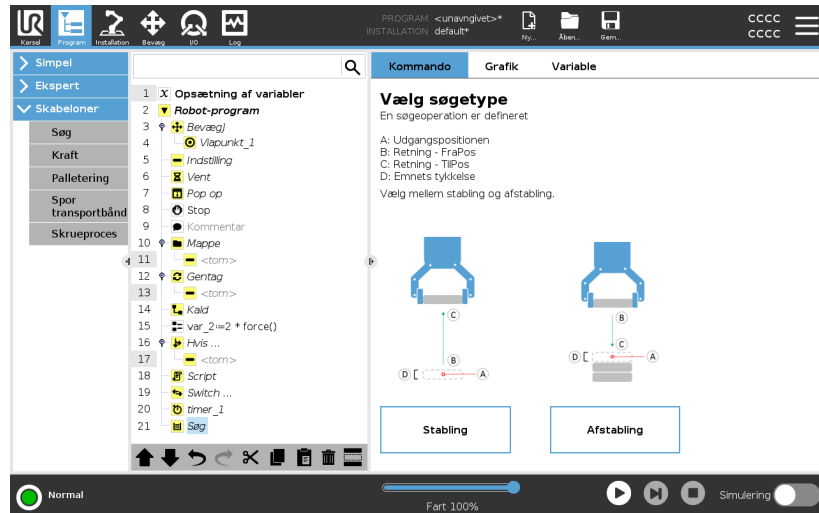 UR
Kørsel
Program
Installation
Bevæg
I/O
Log
PROGRAM <unavngivet>*
INSTALLATION default*
Ny...
Åben...
Gem...
CCCC
CCCC
Simpel
Ekspert
Skabeloner
Søg
Kraft
Palletering
Spor
transportbånd
Skrueproces
1 X Opsætning af variabler
2 Robot-program
3 BevægJ
4 Viapunkt_1
5 Indstilling
6 Vent
7 Pop op
8 Stop
9 Kommentar
10 Mappe
11 <tom>
12 Gentag
13 <tom>
14 Kald
15 var_2:=2 * force()
16 Hvis ...
17 <tom>
18 Script
19 Switch ...
20 timer_1
21 Søg
Kommando
Grafik
Variable
Vælg søgetype
En søgeoperation er defineret
A: Udgangspositionen
B: Retning - FraPos
C: Retning - TilPos
D: Emnets tykkelse
Vælg mellem stabling og afstabling.
C
B
D
A
B
C
D
A
Stabling
Afstabling
Normal
Fart 100%
Simulering